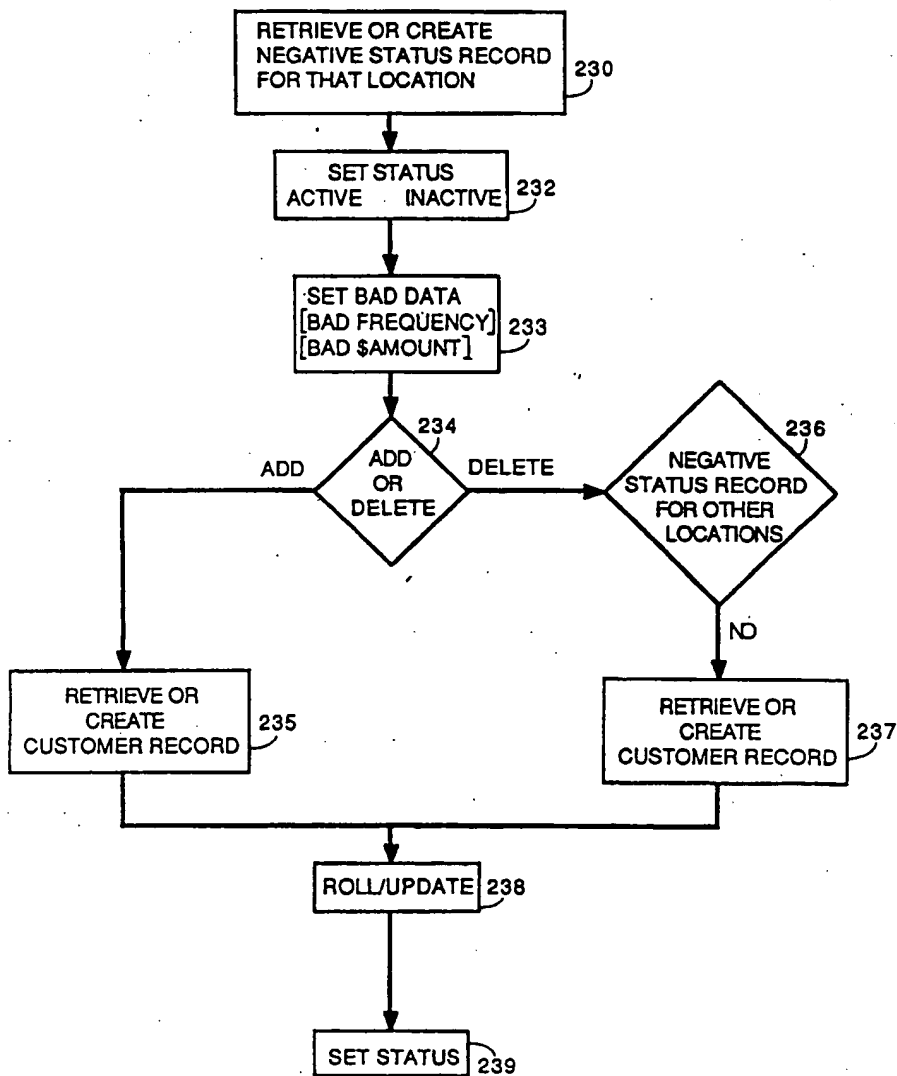 RETRIEVE OR CREATE
NEGATIVE STATUS RECORD
FOR THAT LOCATION
230
SET STATUS
ACTIVE INACTIVE
232
SET BAD DATA
[BAD FREQUENCY]
[BAD $AMOUNT]
233
234
ADD
OR
DELETE
ADD
DELETE
236
NEGATIVE
STATUS RECORD
FOR OTHER
LOCATIONS
NO
RETRIEVE OR
CREATE
CUSTOMER RECORD
235
RETRIEVE OR
CREATE
CUSTOMER RECORD
237
ROLL/UPDATE
238
SET STATUS
239